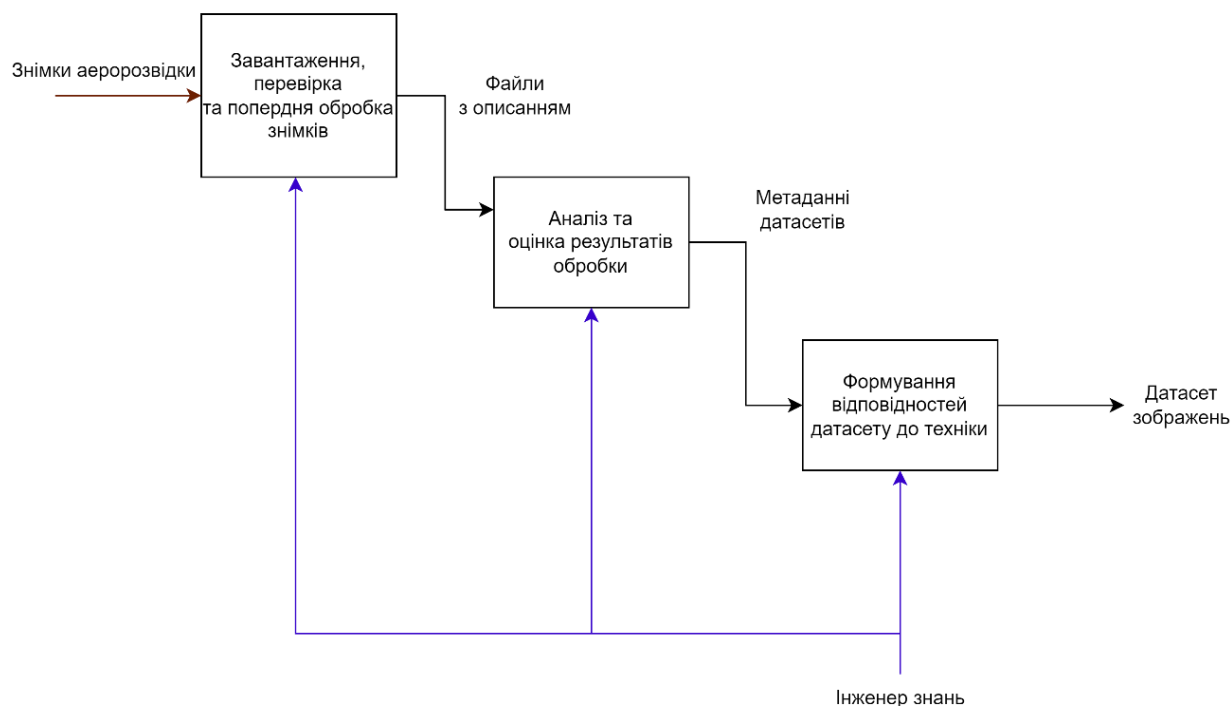 Знімки аеророзвідки
Завантаження,
перевірка
та попердня обробка
знімків
Файли
з описанням
Аналіз та
оцінка результатів
обробки
Метаданні
датасетів
Формування
відповідностей
датасету до техніки
Датасет
зображень
Інженер знань